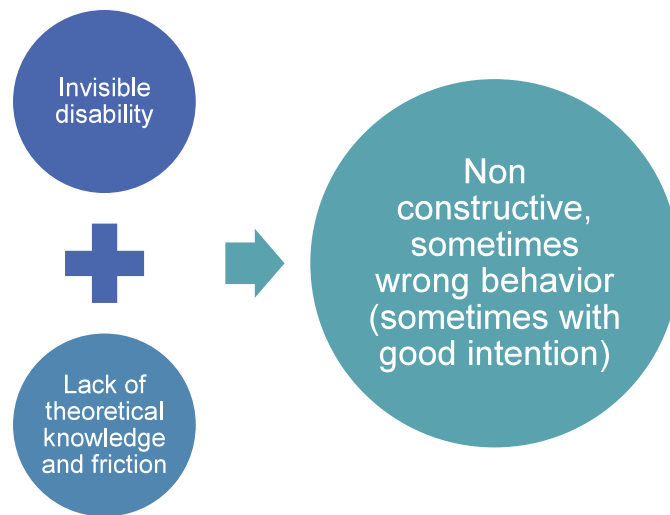 Invisible
disability
Lack of
theoretical
knowledge
and friction
Non
constructive,
sometimes
wrong behavior
(sometimes with
good intention)